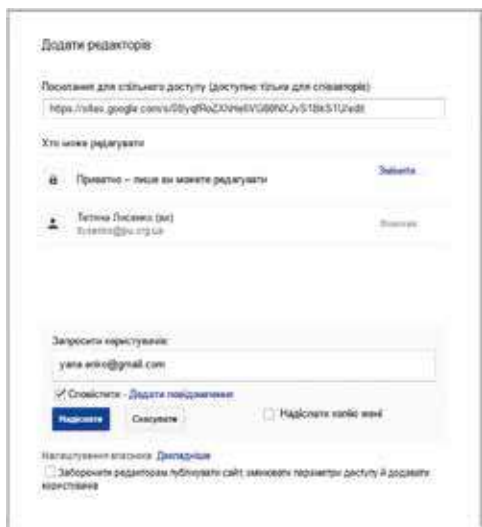 Додати редакторів
Посилання для спільного доступу (доступно тільки для співавторів)
Хто може редагувати
Приватно – лише ви можете редагувати
Змінити
Тетяна Лисенко (ви)
Власник
Запросити користувачів:
yana.enko@gmail.com
Сповістити - Додати повідомлення
Надіслати
Скасувати
Надіслати копію мені
Налаштування власника Докладніше
Заборонити редакторам публікувати сайт, змінювати параметри доступу й додавати
користувачів